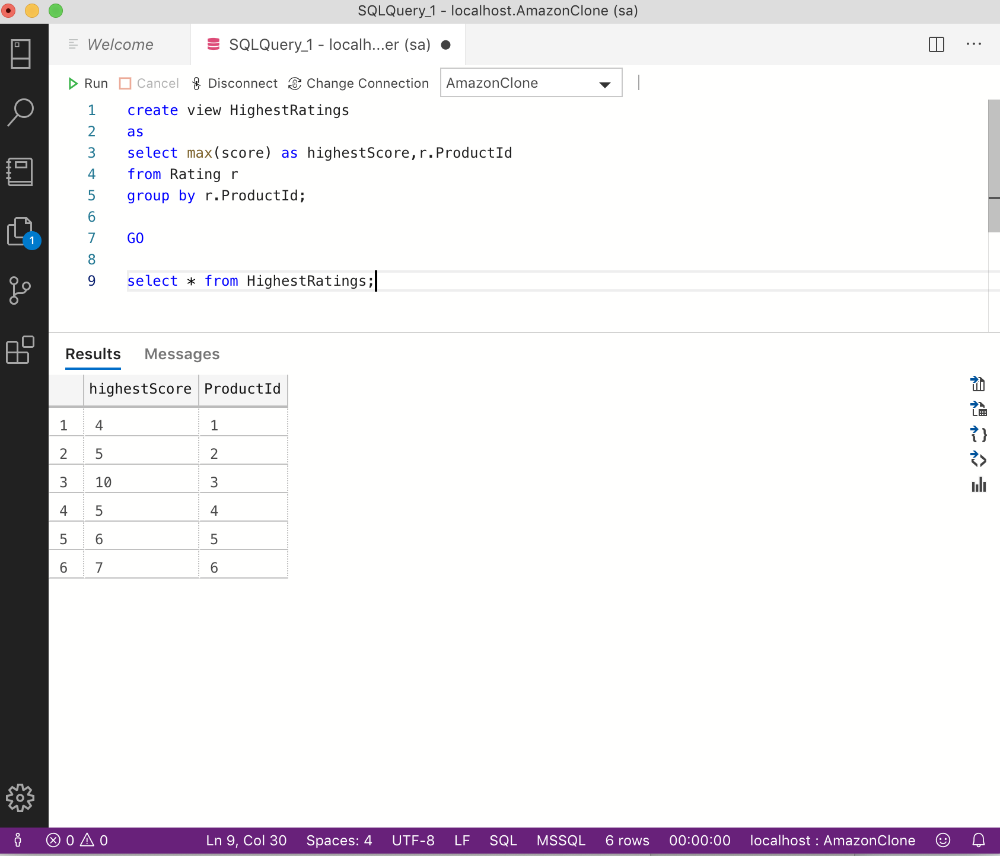 SQLQuery_1 - localhost.AmazonClone (sa)
Welcome
SQLQuery_1 - localh...er (sa)
Run Cancel Disconnect Change Connection AmazonClone
1 create view HighestRatings
2 as
3 select max(score) as highestScore,r.ProductId
4 from Rating r
5 group by r.ProductId;
6
7 GO
8
9 select * from HighestRatings;
1
Results Messages
highestScore ProductId
1 4 1
2 5 2
3 10 3
4 5 4
5 6 5
6 7 6
0 0 Ln 9, Col 30 Spaces: 4 UTF-8 LF SQL MSSQL 6 rows 00:00:00 localhost : AmazonClone